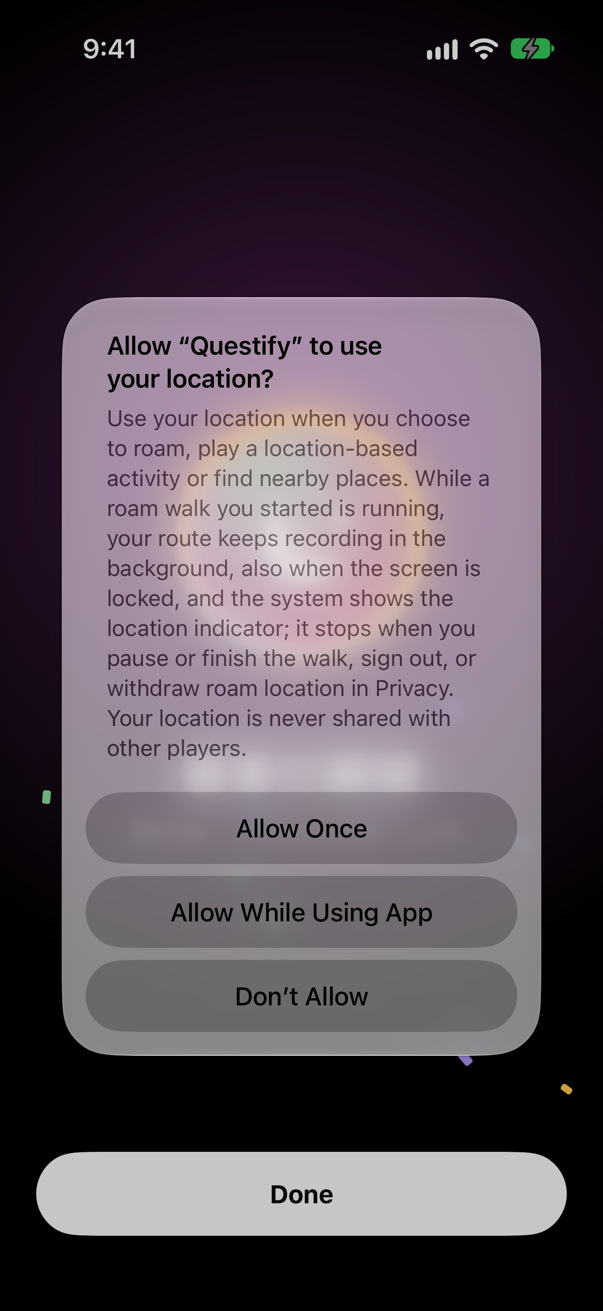 9:41
Allow “Questify” to use
your location?
Use your location when you choose
to roam, play a location-based
activity or find nearby places. While a
roam walk you started is running,
your route keeps recording in the
background, also when the screen is
locked, and the system shows the
location indicator; it stops when you
pause or finish the walk, sign out, or
withdraw roam location in Privacy.
Your location is never shared with
other players.
Allow Once
Allow While Using App
Don’t Allow
Done